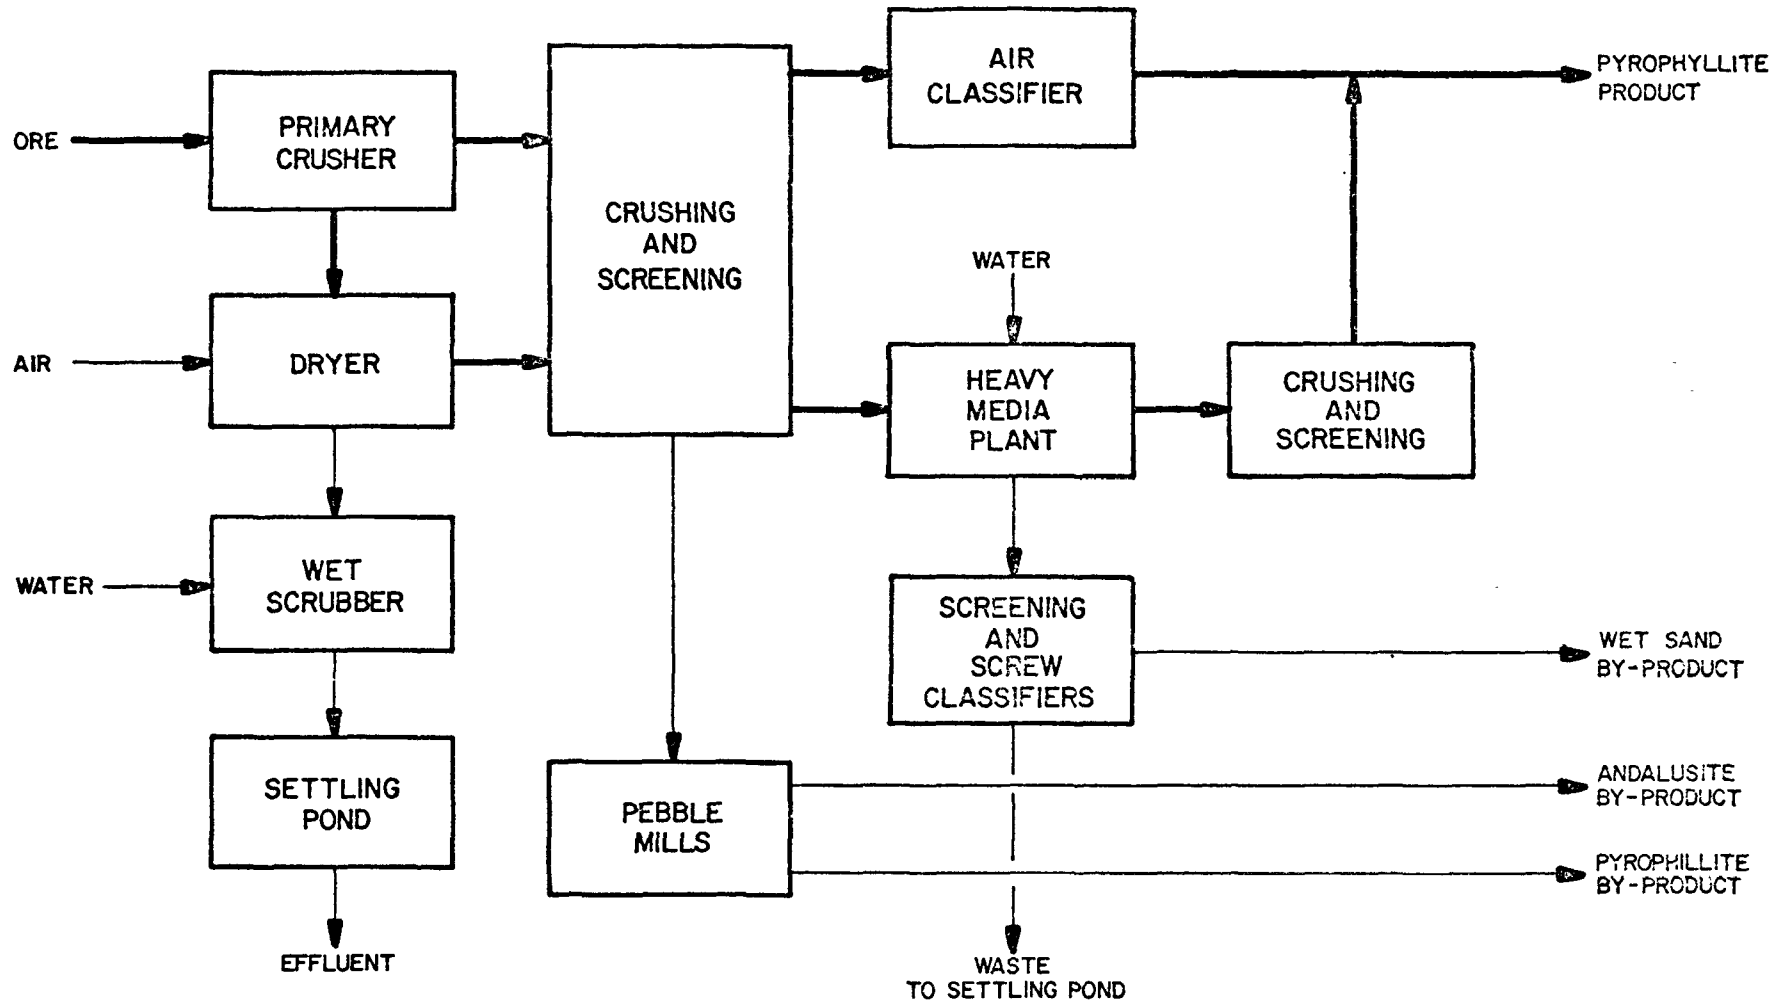 AIR
CLASSIFIER
PYROPHYLLITE
PRODUCT
ORE
PRIMARY
CRUSHER
CRUSHING
AND
SCREENING
WATER
AIR
DRYER
HEAVY
MEDIA
PLANT
CRUSHING
AND
SCREENING
WATER
WET
SCRUBBER
SCREENING
AND
SCREW
CLASSIFIERS
WET SAND
BY-PRODUCT
SETTLING
POND
PEBBLE
MILLS
ANDALUSITE
BY-PRODUCT
PYROPHILLITE
BY-PRODUCT
EFFLUENT
WASTE
TO SETTLING POND